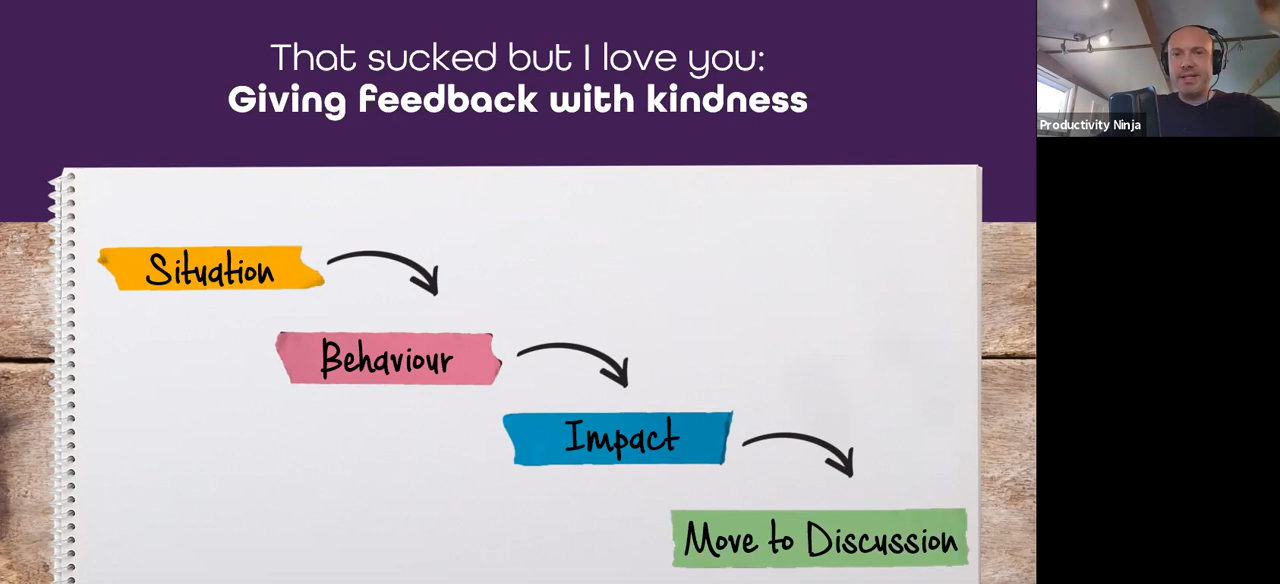 That sucked but I love you:
Giving feedback with kindness
Productivity Ninja
Situation
Behaviour
Impact
Move to Discussion